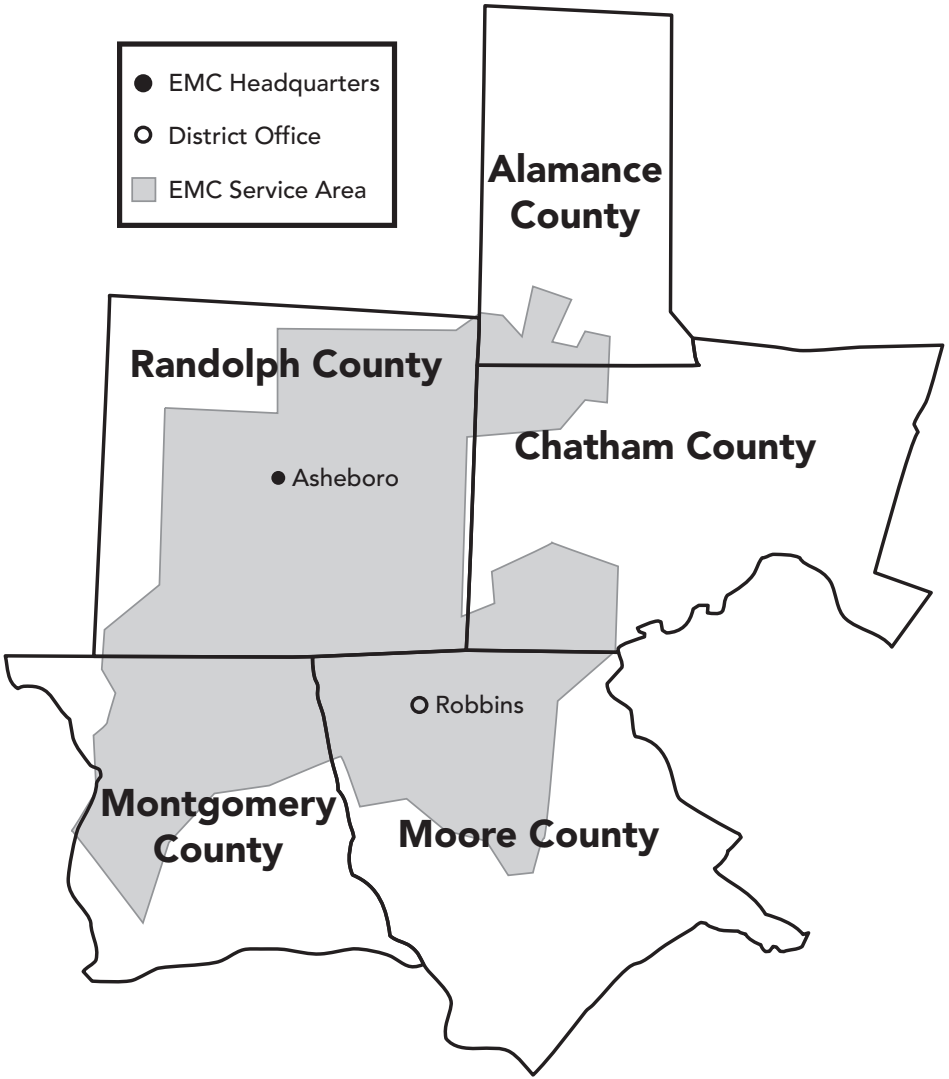 EMC Headquarters
District Office
EMC Service Area
Alamance
County
Randolph County
Chatham County
Asheboro
Robbins
Montgomery
County
Moore County